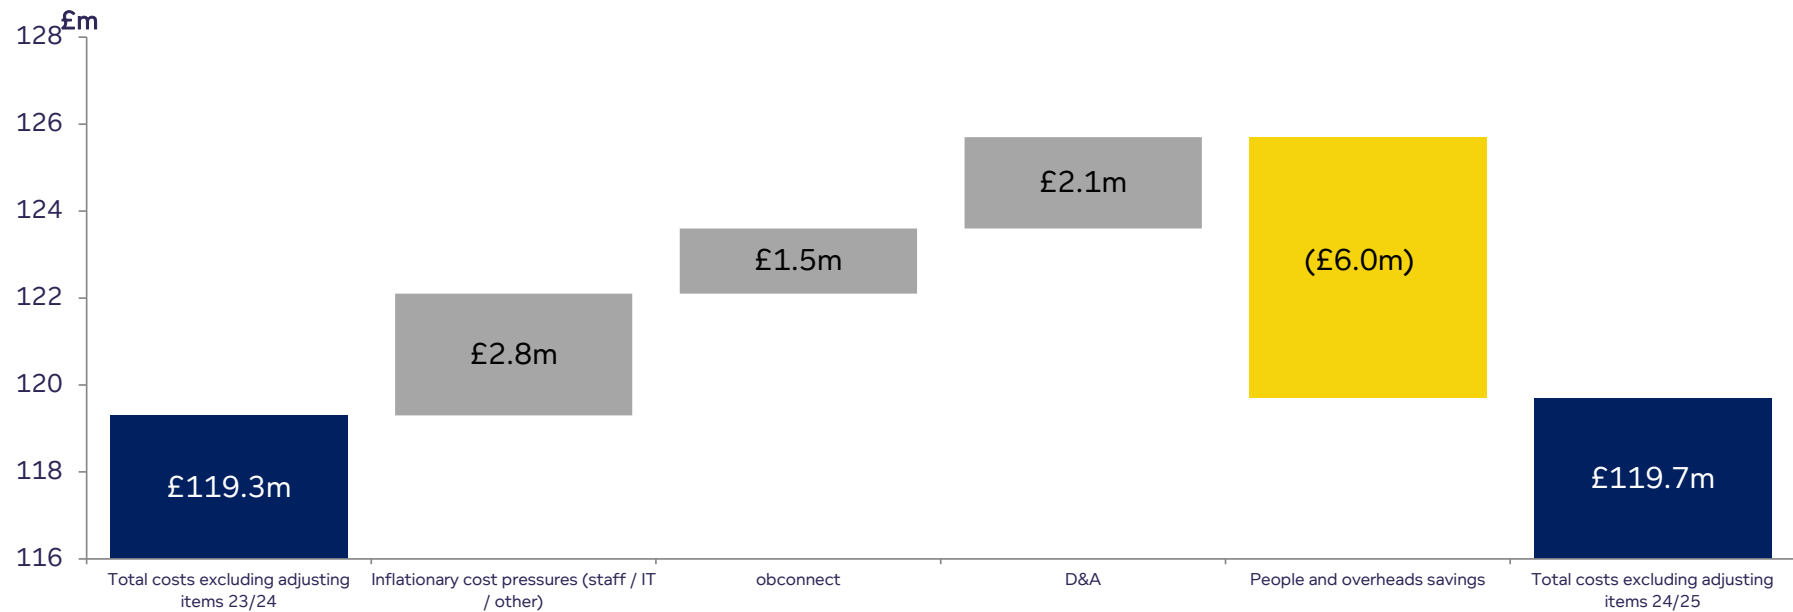 £m
128
126
124
122
120
118
116
£119.3m
£2.8m
£1.5m
£2.1m
(£6.0m)
£119.7m
Total costs excluding adjusting
items 23/24
Inflationary cost pressures (staff / IT
/ other)
obconnect
D&A
People and overheads savings
Total costs excluding adjusting
items 24/25